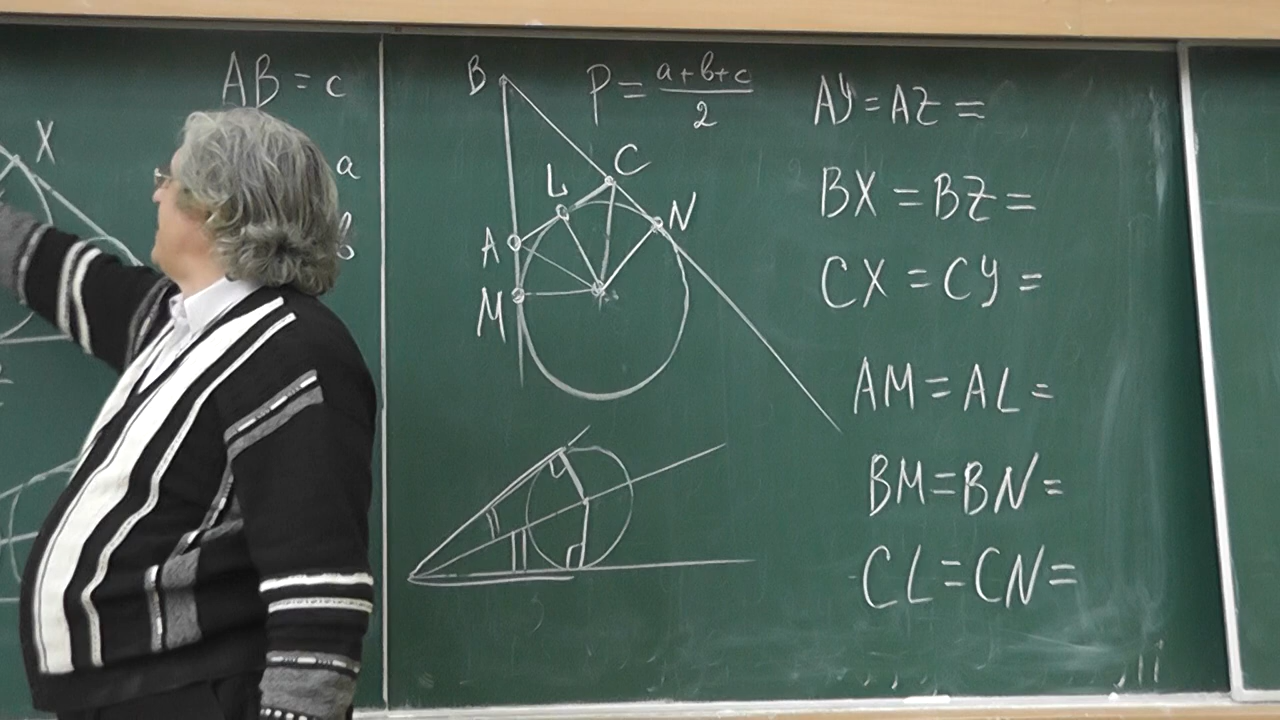 AB = c
X
a
b
B
P = a+b+c / 2
C
L
N
A
M
AY = AZ =
BX = BZ =
CX = CY =
AM = AL =
BM = BN =
CL = CN =